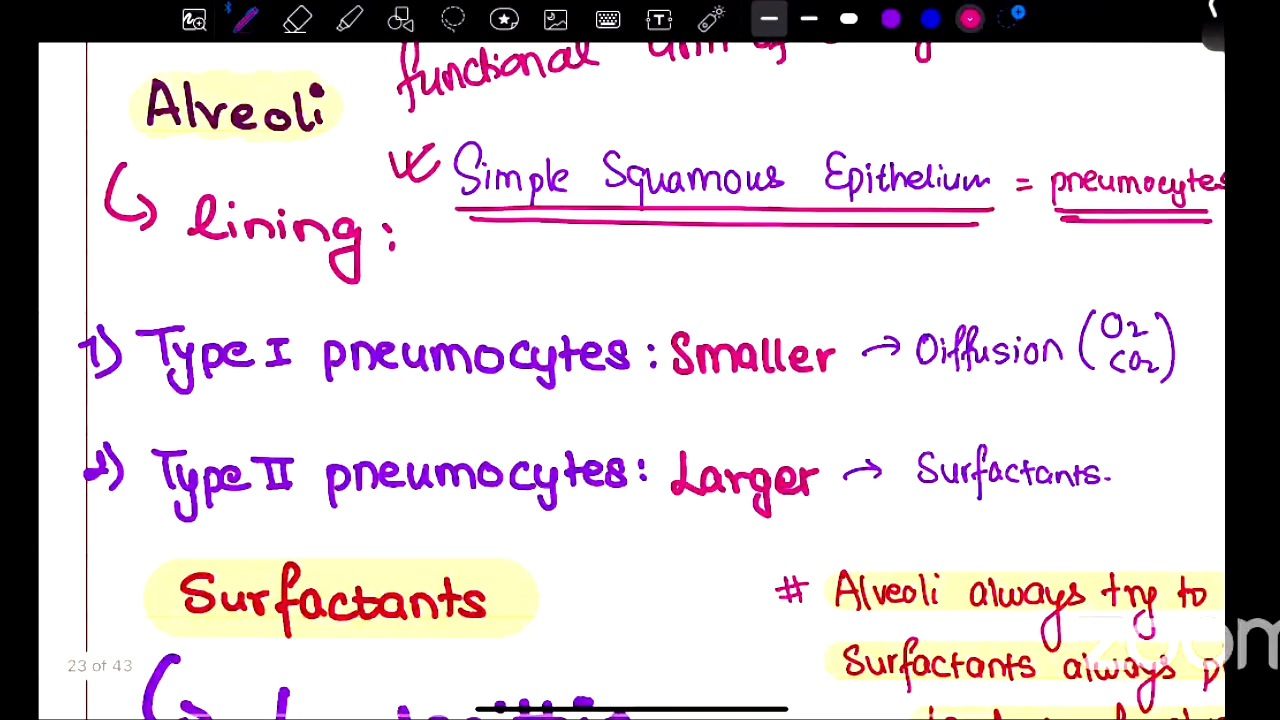 functional
Alveoli
Simple Squamous Epithelium = pneumocytes
lining:
1) Type I pneumocytes: Smaller → Diffusion (O2 CO2)
2) Type II pneumocytes: Larger → Surfactants.
Surfactants
# Alveoli always try to
Surfactants always
23 of 43
zoom